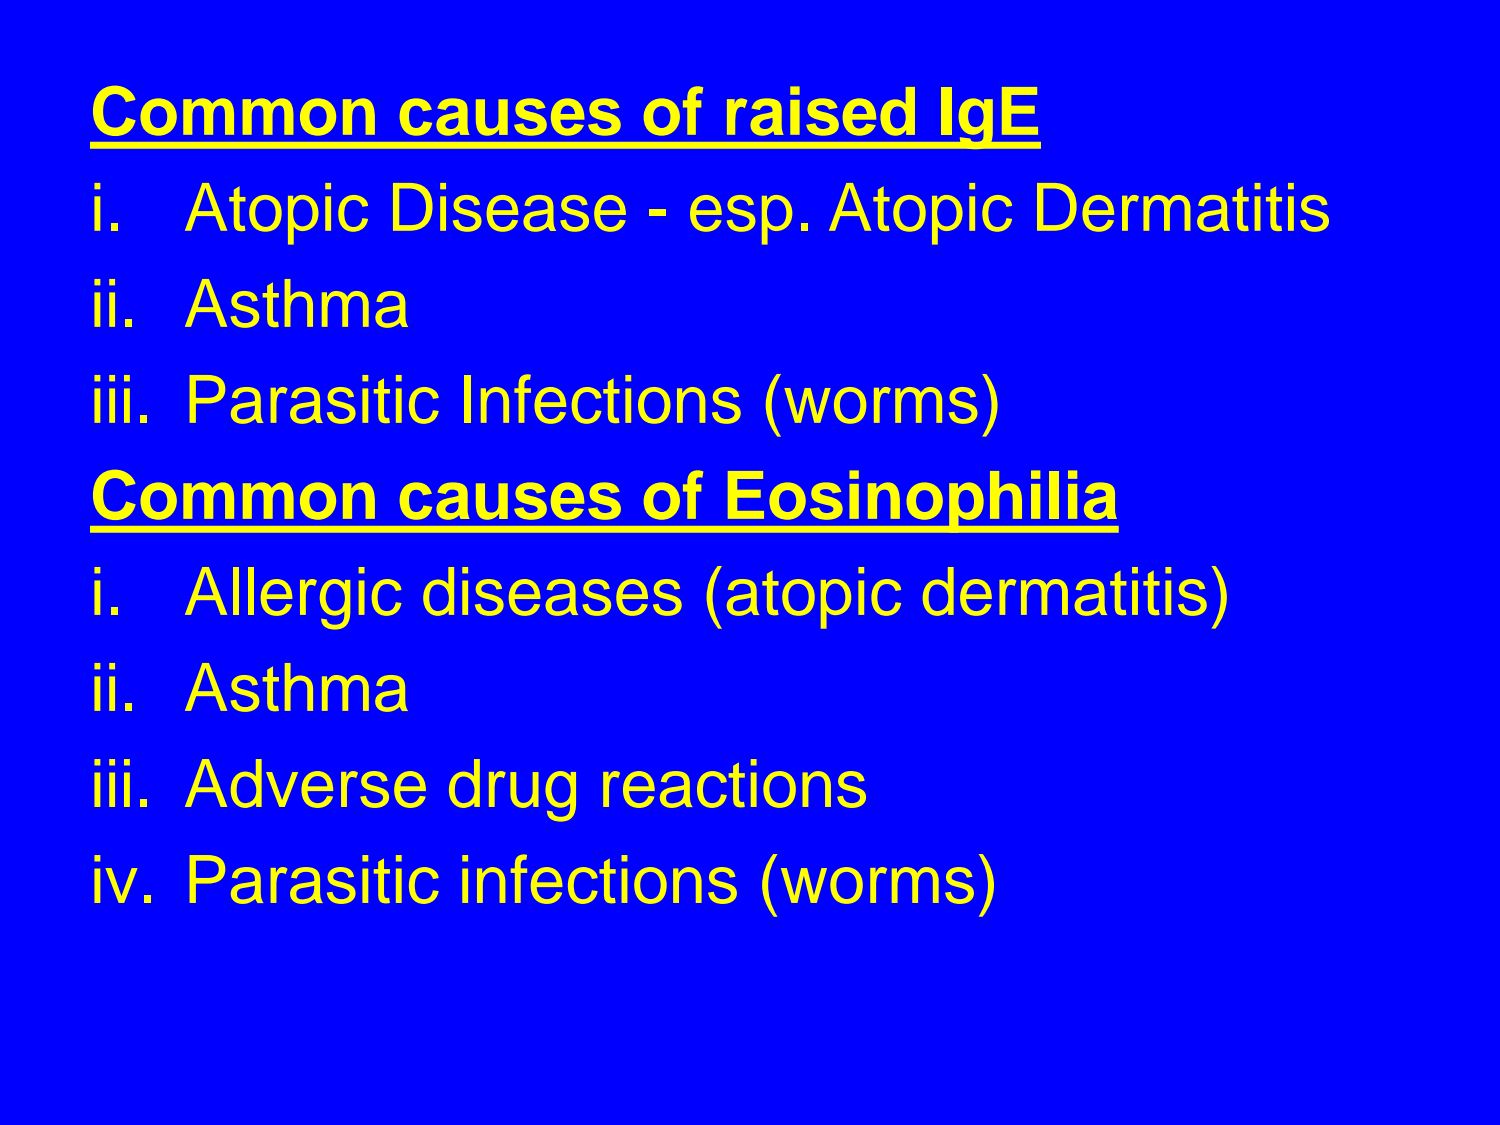 Common causes of raised IgE
i. Atopic Disease - esp. Atopic Dermatitis
ii. Asthma
iii. Parasitic Infections (worms)
Common causes of Eosinophilia
i. Allergic diseases (atopic dermatitis)
ii. Asthma
iii. Adverse drug reactions
iv. Parasitic infections (worms)